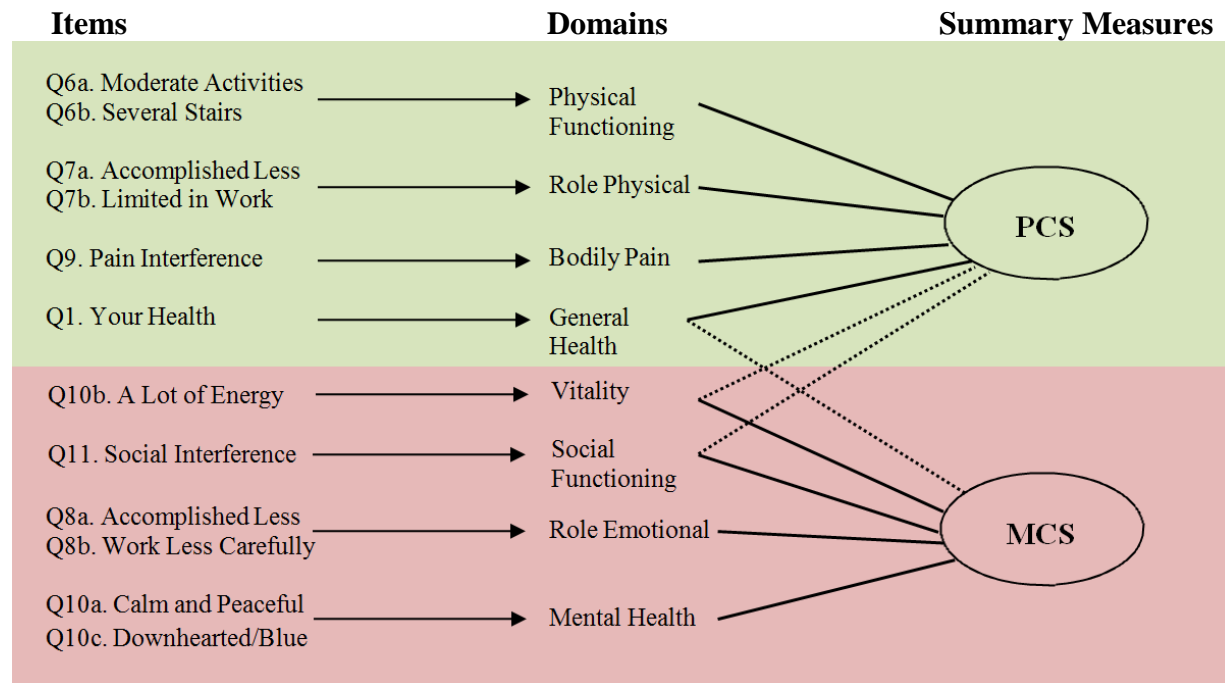 Items Domains Summary Measures
Q6a. Moderate Activities
Q6b. Several Stairs
Physical
Functioning
Q7a. Accomplished Less
Q7b. Limited in Work
Role Physical
PCS
Q9. Pain Interference
Bodily Pain
Q1. Your Health
General
Health
Q10b. A Lot of Energy
Vitality
Q11. Social Interference
Social
Functioning
Q8a. Accomplished Less
Q8b. Work Less Carefully
Role Emotional
MCS
Q10a. Calm and Peaceful
Q10c. Downhearted/Blue
Mental Health